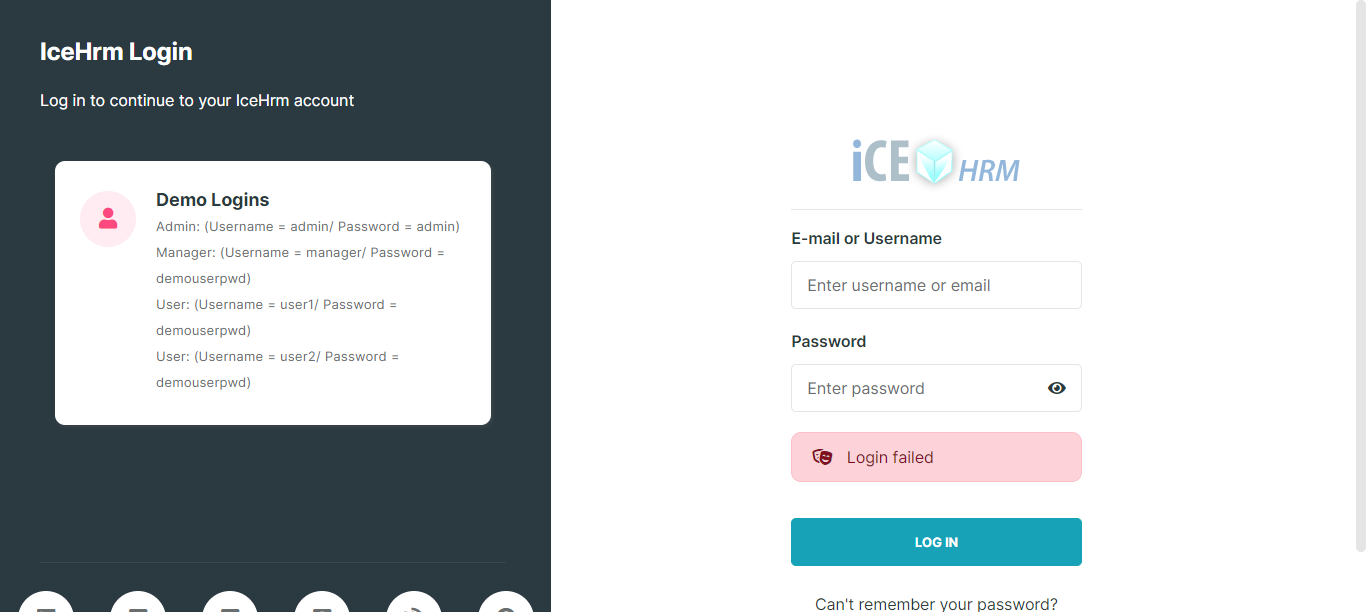 IceHrm Login
Log in to continue to your IceHrm account
Demo Logins
Admin: (Username = admin/ Password = admin)
Manager: (Username = manager/ Password =
demouserpwd)
User: (Username = user1/ Password =
demouserpwd)
User: (Username = user2/ Password =
demouserpwd)
iCE HRM
E-mail or Username
Enter username or email
Password
Enter password
Login failed
LOG IN
Can't remember your password?